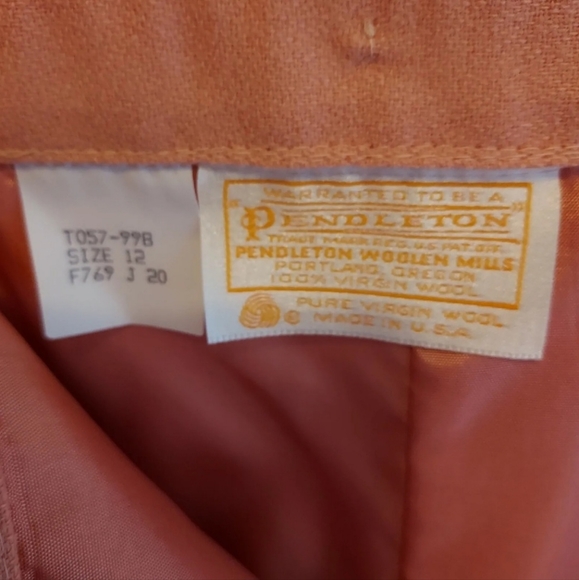 T057-99B
SIZE 12
F769 J 20
WARRANTED TO BE A
"PENDLETON"
TRADE MARK REG. U.S. PAT. OFF.
PENDLETON WOOLEN MILLS
PORTLAND, OREGON
100% VIRGIN WOOL
PURE VIRGIN WOOL
® MADE IN U.S.A.